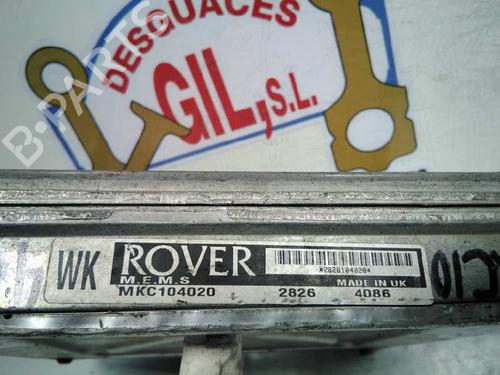 DESGUACES
GIL, S.L.
B-PARTS
WK
ROVER
M.E.M.S
MKC104020
*2826104020*
MADE IN UK
2826 4086